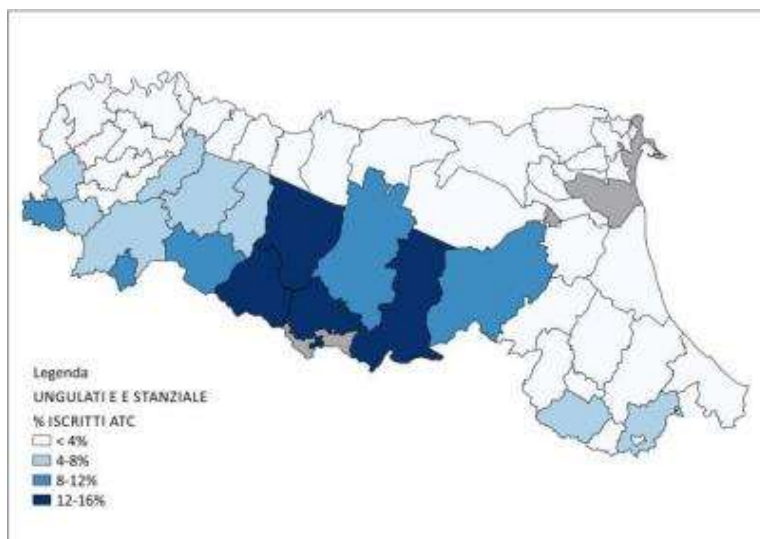 Legenda
UNGULATI E E STANZIALE
% ISCRITTI ATC
< 4%
4-8%
8-12%
12-16%